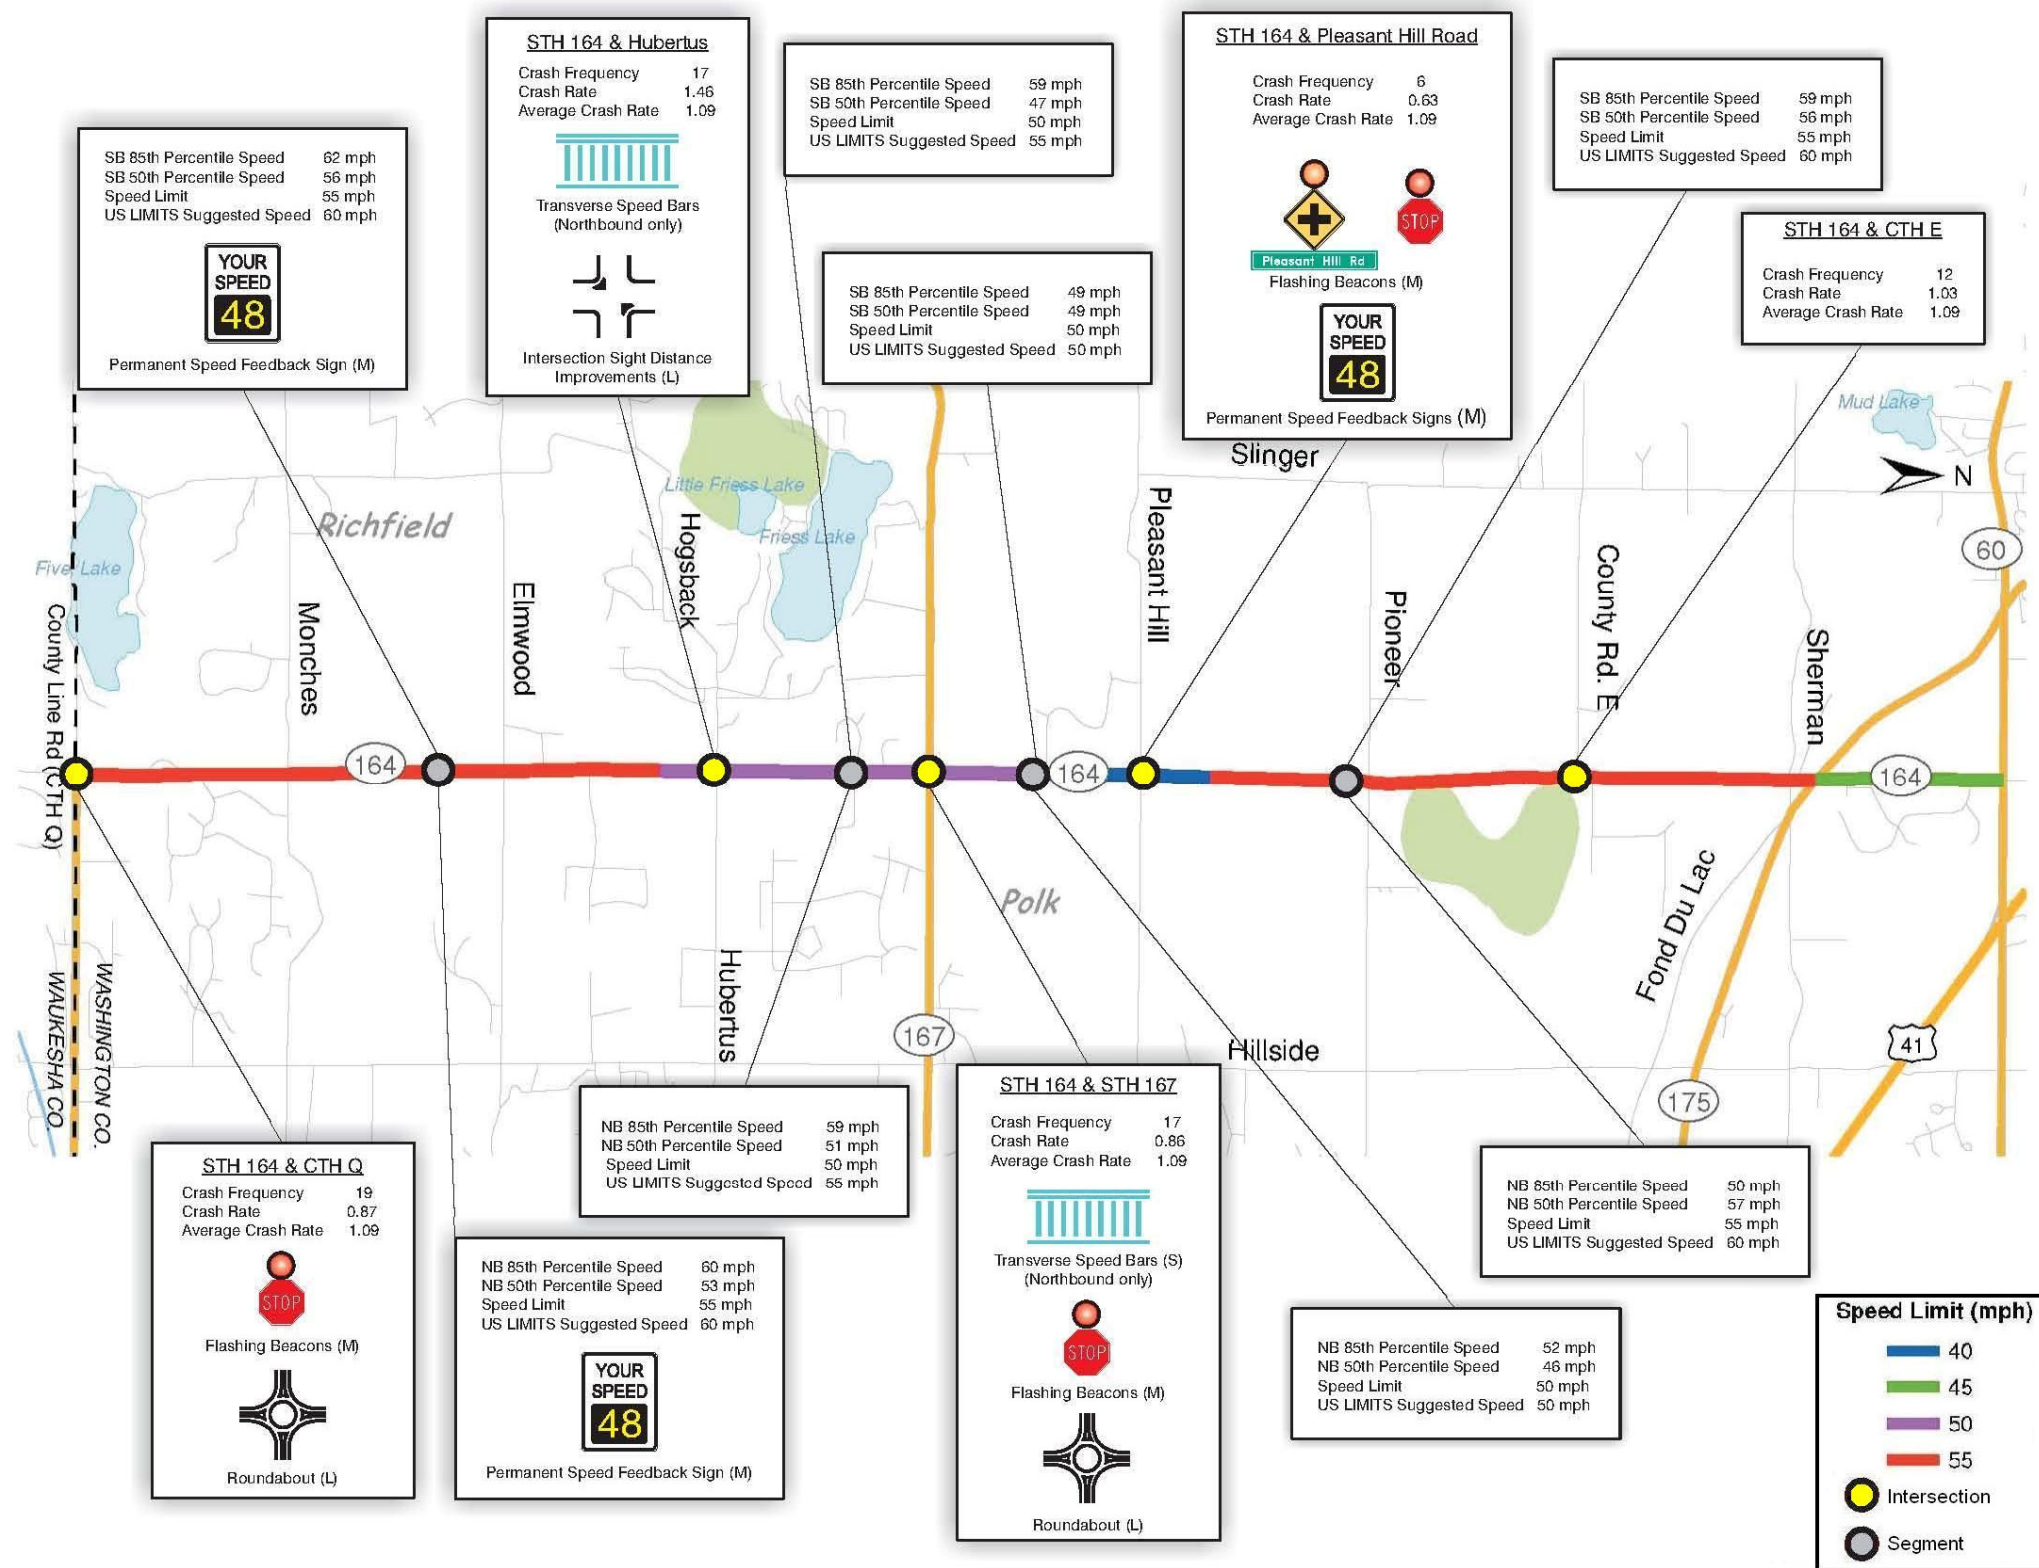 STH 164 & Hubertus
Crash Frequency 17
Crash Rate 1.46
Average Crash Rate 1.09
Transverse Speed Bars
(Northbound only)
Intersection Sight Distance
Improvements (L)
SB 85th Percentile Speed 59 mph
SB 50th Percentile Speed 47 mph
Speed Limit 50 mph
US LIMITS Suggested Speed 55 mph
STH 164 & Pleasant Hill Road
Crash Frequency 6
Crash Rate 0.63
Average Crash Rate 1.09
STOP
Pleasant Hill Rd
Flashing Beacons (M)
YOUR
SPEED
48
Permanent Speed Feedback Signs (M)
SB 85th Percentile Speed 59 mph
SB 50th Percentile Speed 56 mph
Speed Limit 55 mph
US LIMITS Suggested Speed 60 mph
SB 85th Percentile Speed 62 mph
SB 50th Percentile Speed 56 mph
Speed Limit 55 mph
US LIMITS Suggested Speed 60 mph
YOUR
SPEED
48
Permanent Speed Feedback Sign (M)
SB 85th Percentile Speed 49 mph
SB 50th Percentile Speed 49 mph
Speed Limit 50 mph
US LIMITS Suggested Speed 50 mph
STH 164 & CTH E
Crash Frequency 12
Crash Rate 1.03
Average Crash Rate 1.09
Mud Lake
N
Slinger
Richfield
Little Friess Lake
Friess Lake
Five Lake
County Line Rd (CTH Q)
Monches
Elmwood
Hogsback
Pleasant Hill
Pioneer
County Rd. E
Sherman
60
164
164
164
Polk
Hubertus
167
Hillside
Fond Du Lac
175
41
WAUKESHA CO.
WASHINGTON CO.
STH 164 & CTH Q
Crash Frequency 19
Crash Rate 0.87
Average Crash Rate 1.09
STOP
Flashing Beacons (M)
Roundabout (L)
NB 85th Percentile Speed 60 mph
NB 50th Percentile Speed 53 mph
Speed Limit 55 mph
US LIMITS Suggested Speed 60 mph
YOUR
SPEED
48
Permanent Speed Feedback Sign (M)
NB 85th Percentile Speed 59 mph
NB 50th Percentile Speed 51 mph
Speed Limit 50 mph
US LIMITS Suggested Speed 55 mph
STH 164 & STH 167
Crash Frequency 17
Crash Rate 0.86
Average Crash Rate 1.09
Transverse Speed Bars (S)
(Northbound only)
STOP
Flashing Beacons (M)
Roundabout (L)
NB 85th Percentile Speed 52 mph
NB 50th Percentile Speed 46 mph
Speed Limit 50 mph
US LIMITS Suggested Speed 50 mph
NB 85th Percentile Speed 50 mph
NB 50th Percentile Speed 57 mph
Speed Limit 55 mph
US LIMITS Suggested Speed 60 mph
Speed Limit (mph)
40
45
50
55
Intersection
Segment